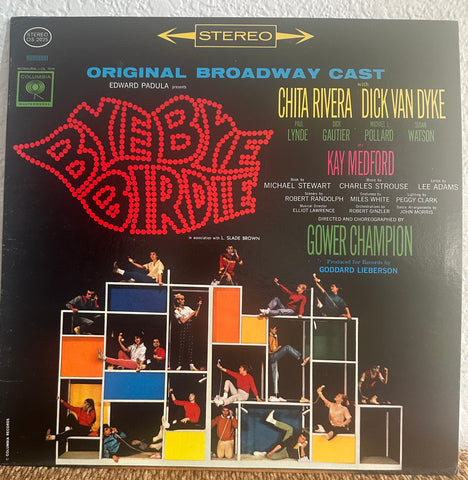 STEREO
STEREO
OS 2025
COLUMBIA
MASTERWORKS
ORIGINAL BROADWAY CAST
EDWARD PADULA presents
with
CHITA RIVERA DICK VAN DYKE
PAUL LYNDE
DICK GAUTIER
MICHAEL J. POLLARD
SUSAN WATSON
BYE BYE
BIRDIE
KAY MEDFORD
Book by
MICHAEL STEWART
Music by
CHARLES STROUSE
Lyrics by
LEE ADAMS
Scenery by
ROBERT RANDOLPH
Costumes by
MILES WHITE
Lighting by
PEGGY CLARK
Musical Director
ELLIOT LAWRENCE
Orchestrations by
ROBERT GINZLER
Dance Arrangements by
JOHN MORRIS
in association with L. SLADE BROWN
DIRECTED AND CHOREOGRAPHED BY
GOWER CHAMPION
Produced for Records by
GODDARD LIEBERSON
© COLUMBIA RECORDS